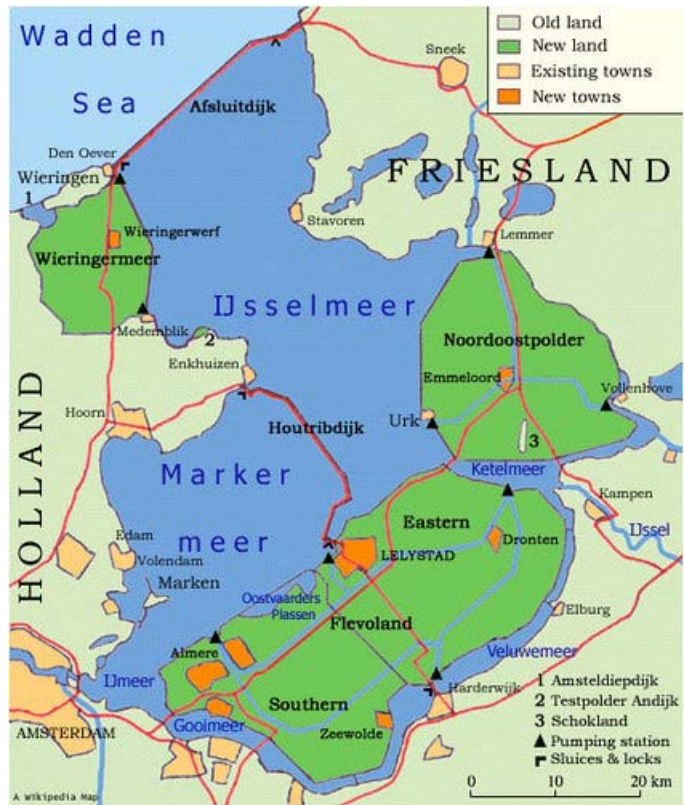 Wadden
Sea
Old land
New land
Existing towns
New towns
Sneek
Afsluitdijk
Den Oever
Wieringen
1
FRIESLAND
Stavoren
Wieringerwerf
Lemmer
Wieringermeer
IJsselmeer
Medemblik
2
Noordoostpolder
Enkhuizen
Emmeloord
Vollenhove
Hoorn
Houtribdijk
Urk
3
HOLLAND
Marker
meer
Ketelmeer
Kampen
IJssel
Eastern
Edam
Volendam
LELYSTAD
Dronten
Marken
Oostvaarders
Plassen
Elburg
Flevoland
Almere
Veluwemeer
IJmeer
Southern
Harderwijk
Gooimeer
AMSTERDAM
Zeewolde
1 Amsteldiepdijk
2 Testpolder Andijk
3 Schokland
Pumping station
Sluices & locks
0 10 20 km
A Wikipedia Map